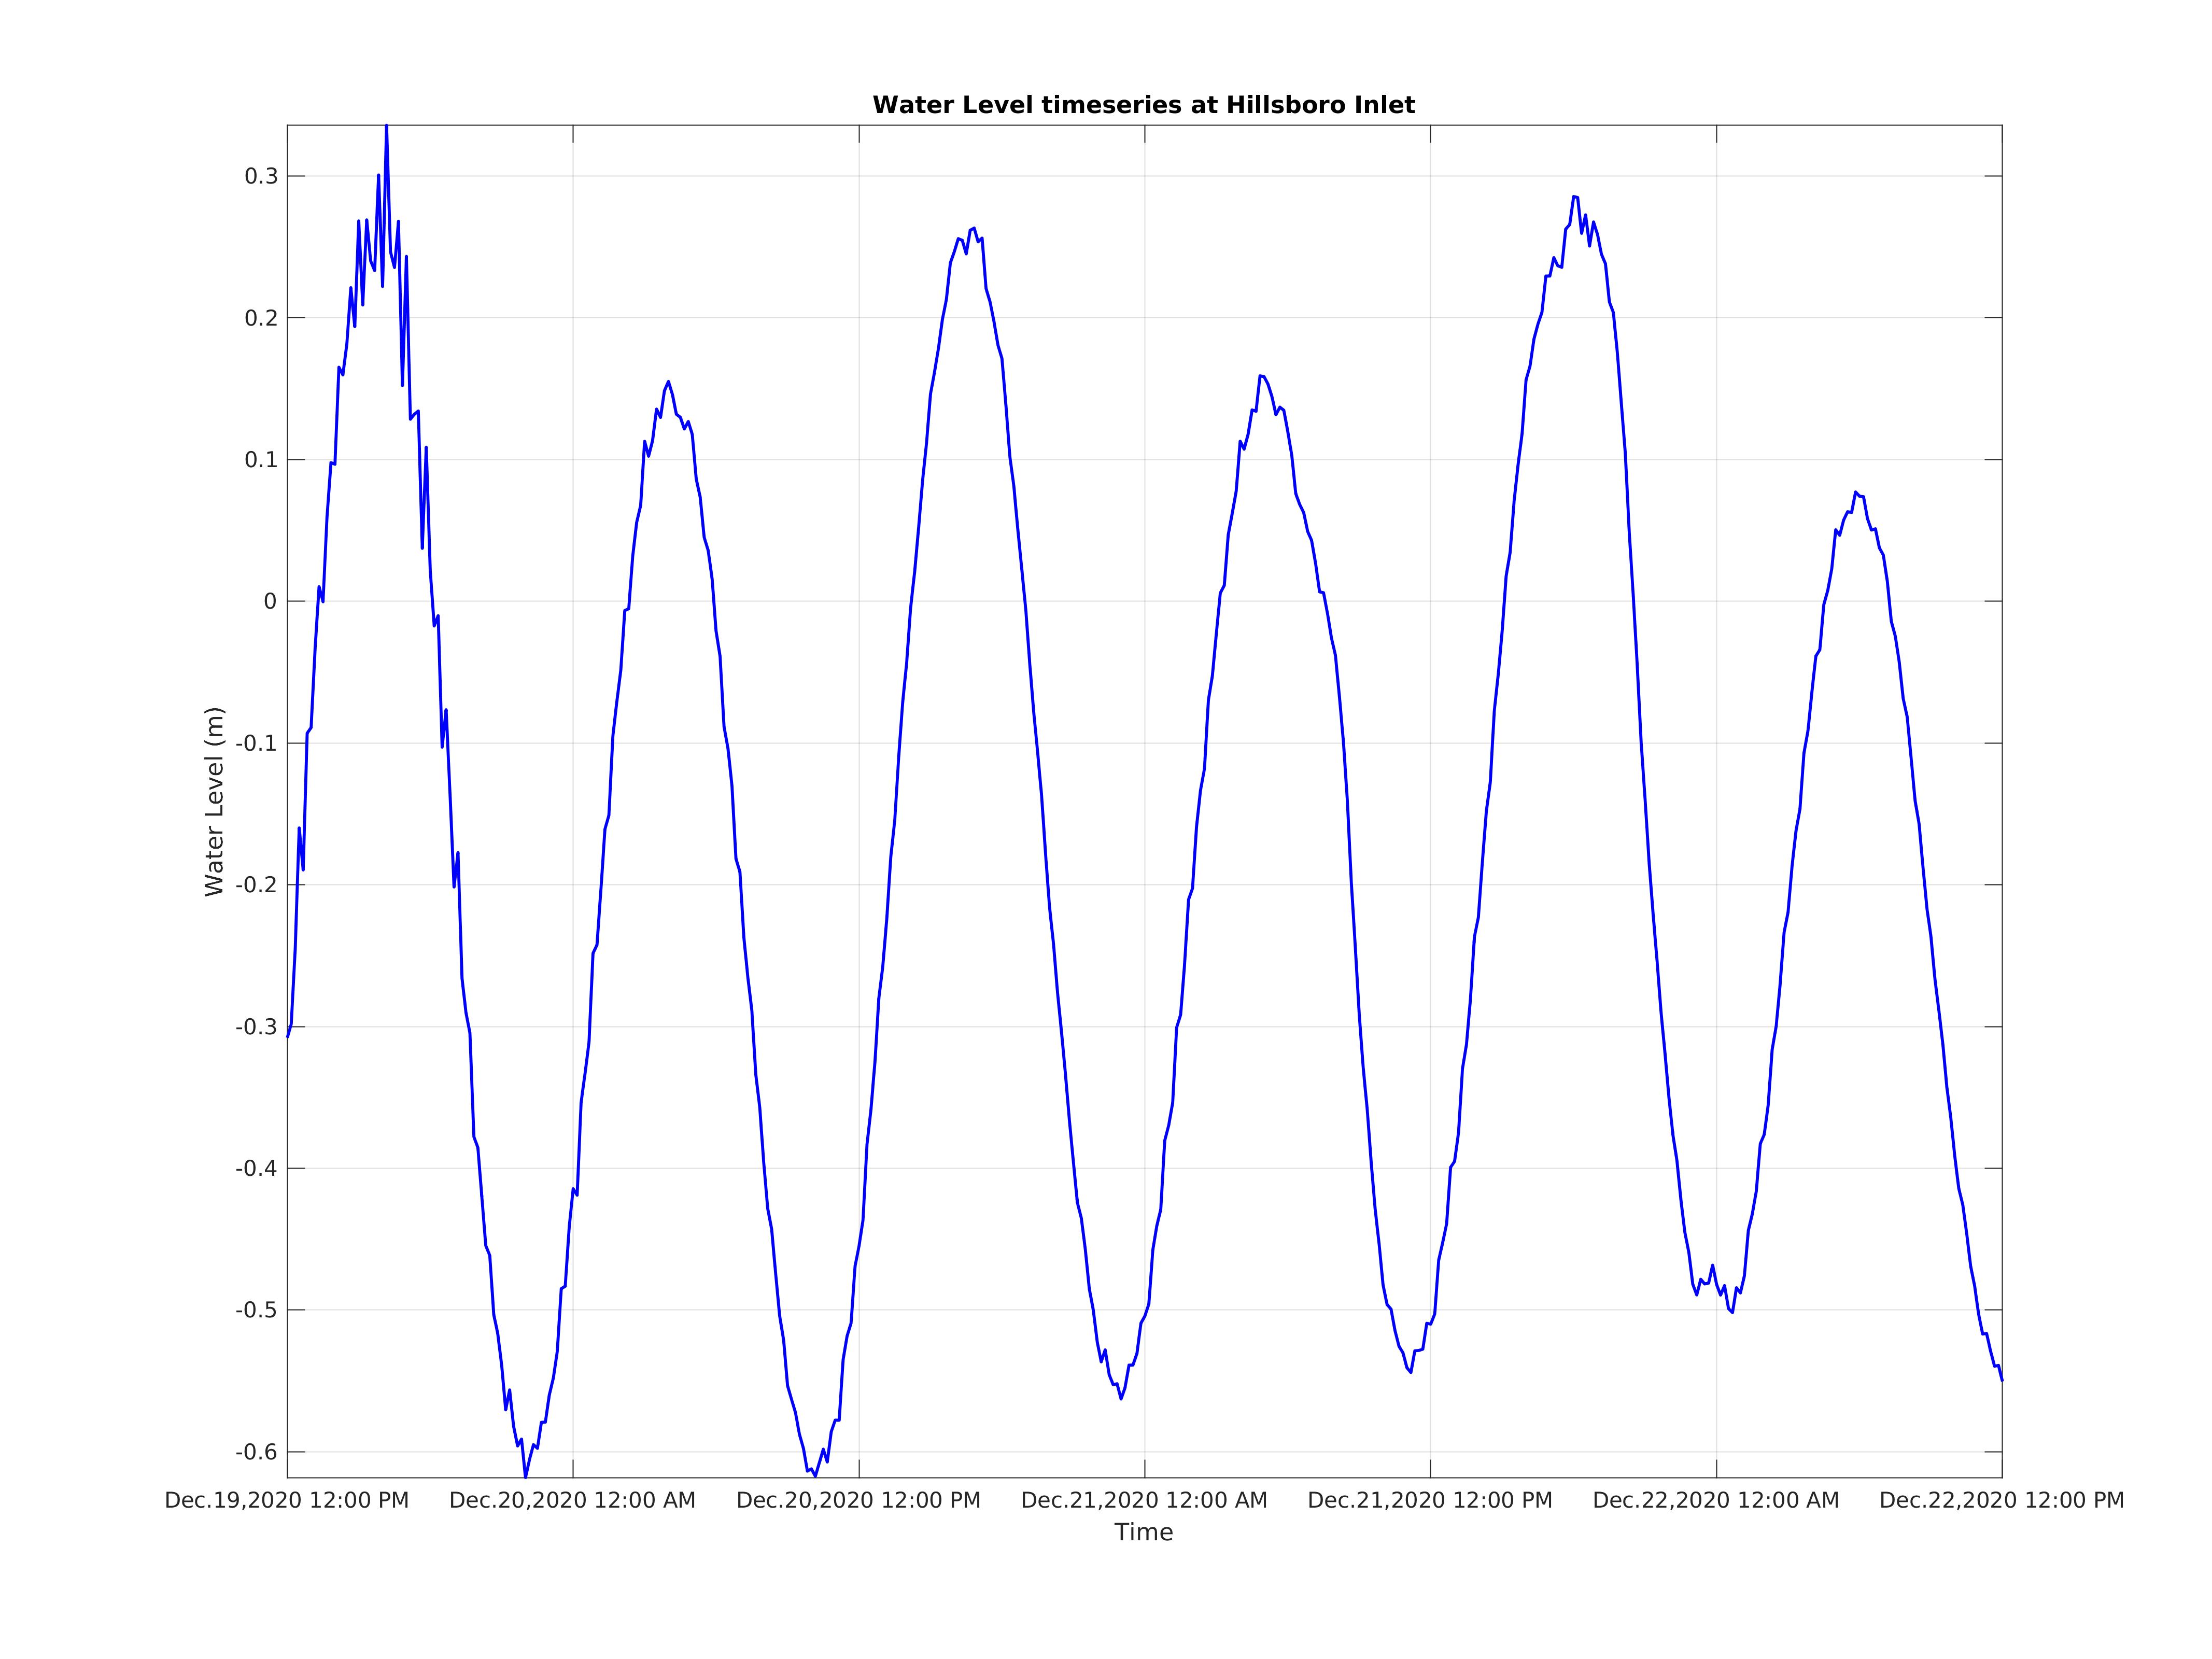 Water Level timeseries at Hillsboro Inlet
0.3
0.2
0.1
0
-0.1
-0.2
-0.3
-0.4
-0.5
-0.6
Water Level (m)
Dec.19,2020 12:00 PM
Dec.20,2020 12:00 AM
Dec.20,2020 12:00 PM
Dec.21,2020 12:00 AM
Dec.21,2020 12:00 PM
Dec.22,2020 12:00 AM
Dec.22,2020 12:00 PM
Time